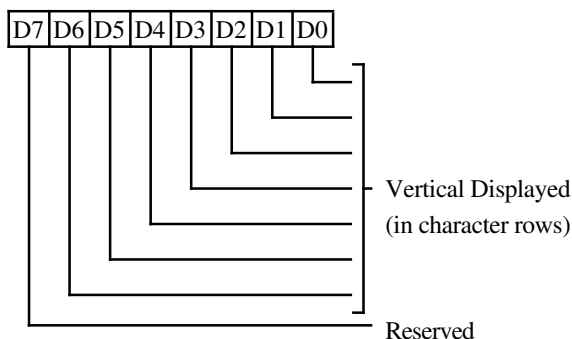 D7 D6 D5 D4 D3 D2 D1 D0
Vertical Displayed
(in character rows)
Reserved